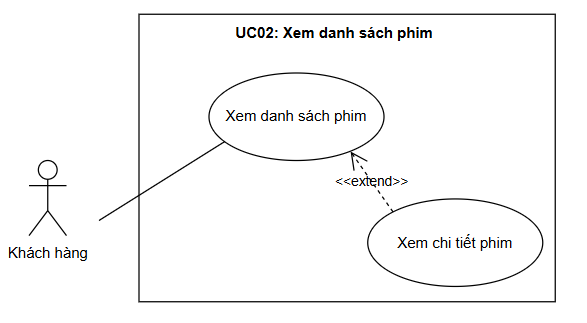 UC02: Xem danh sách phim
Xem danh sách phim
<<extend>>
Xem chi tiết phim
Khách hàng